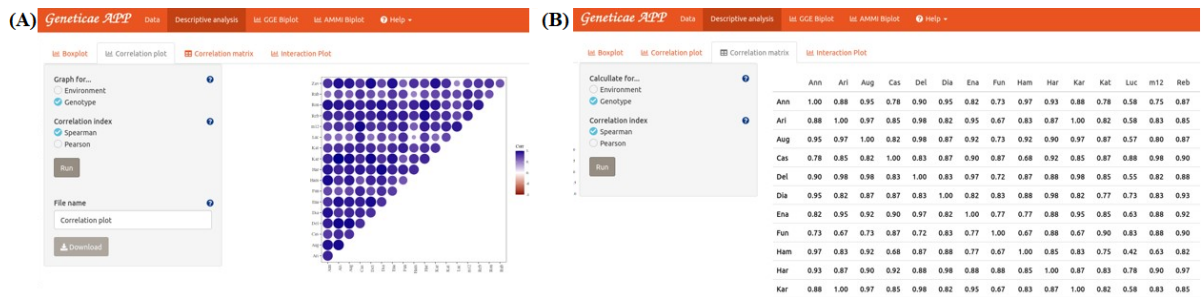 (A)
Geneticae APP Data Descriptive analysis GGE Biplot AMMI Biplot Help
Boxplot Correlation plot Correlation matrix Interaction Plot
Graph for...
Environment
Genotype
Correlation index
Spearman
Pearson
Run
File name
Correlation plot
Download
(B)
Geneticae APP Data Descriptive analysis GGE Biplot AMMI Biplot Help
Boxplot Correlation plot Correlation matrix Interaction Plot
Calcullate for...
Environment
Genotype
Correlation index
Spearman
Pearson
Run
Ann Ari Aug Cas Del Dia Ena Fun Ham Har Kar Kat Luc m12 Reb
Ann 1.00 0.88 0.95 0.78 0.90 0.95 0.82 0.73 0.97 0.93 0.88 0.78 0.58 0.75 0.87
Ari 0.88 1.00 0.97 0.85 0.98 0.82 0.95 0.67 0.83 0.87 1.00 0.82 0.58 0.83 0.85
Aug 0.95 0.97 1.00 0.82 0.98 0.87 0.92 0.73 0.92 0.90 0.97 0.87 0.57 0.80 0.87
Cas 0.78 0.85 0.82 1.00 0.83 0.87 0.90 0.87 0.68 0.92 0.85 0.87 0.88 0.98 0.90
Del 0.90 0.98 0.98 0.83 1.00 0.83 0.97 0.72 0.87 0.88 0.98 0.85 0.55 0.82 0.88
Dia 0.95 0.82 0.87 0.87 0.83 1.00 0.82 0.83 0.88 0.98 0.82 0.77 0.73 0.83 0.93
Ena 0.82 0.95 0.92 0.90 0.97 0.82 1.00 0.77 0.77 0.88 0.95 0.85 0.63 0.88 0.92
Fun 0.73 0.67 0.73 0.87 0.72 0.83 0.77 1.00 0.67 0.88 0.67 0.90 0.83 0.88 0.90
Ham 0.97 0.83 0.92 0.68 0.87 0.88 0.77 0.67 1.00 0.85 0.83 0.75 0.42 0.63 0.82
Har 0.93 0.87 0.90 0.92 0.88 0.98 0.88 0.88 0.85 1.00 0.87 0.83 0.78 0.90 0.97
Kar 0.88 1.00 0.97 0.85 0.98 0.82 0.95 0.67 0.83 0.87 1.00 0.82 0.58 0.83 0.85